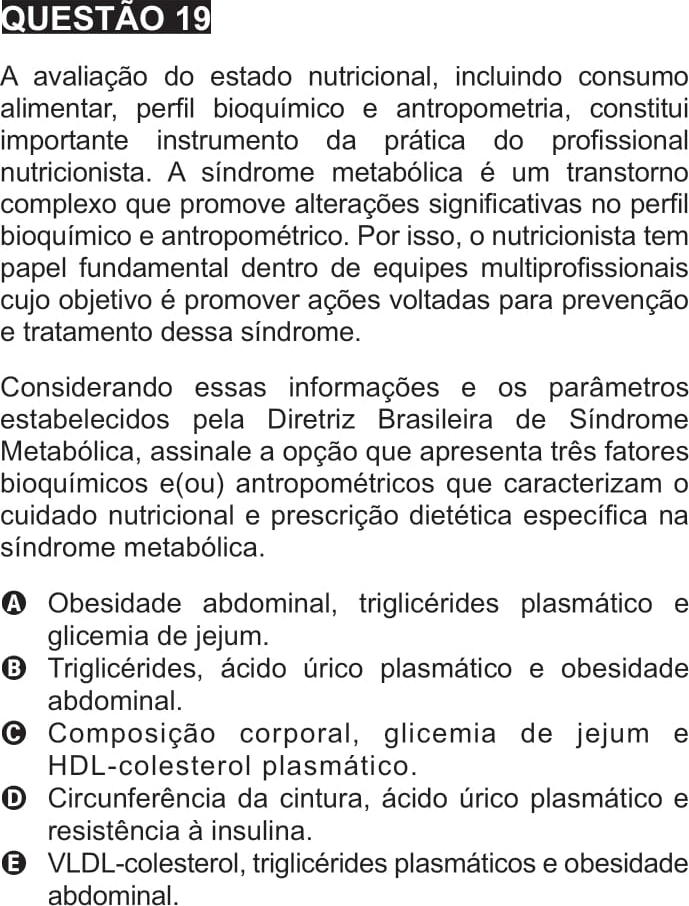 QUESTÃO 19
A avaliação do estado nutricional, incluindo consumo
alimentar, perfil bioquímico e antropometria, constitui
importante instrumento da prática do profissional
nutricionista. A síndrome metabólica é um transtorno
complexo que promove alterações significativas no perfil
bioquímico e antropométrico. Por isso, o nutricionista tem
papel fundamental dentro de equipes multiprofissionais
cujo objetivo é promover ações voltadas para prevenção
e tratamento dessa síndrome.
Considerando essas informações e os parâmetros
estabelecidos pela Diretriz Brasileira de Síndrome
Metabólica, assinale a opção que apresenta três fatores
bioquímicos e(ou) antropométricos que caracterizam o
cuidado nutricional e prescrição dietética específica na
síndrome metabólica.
A Obesidade abdominal, triglicérides plasmático e
glicemia de jejum.
B Triglicérides, ácido úrico plasmático e obesidade
abdominal.
C Composição corporal, glicemia de jejum e
HDL-colesterol plasmático.
D Circunferência da cintura, ácido úrico plasmático e
resistência à insulina.
E VLDL-colesterol, triglicérides plasmáticos e obesidade
abdominal.